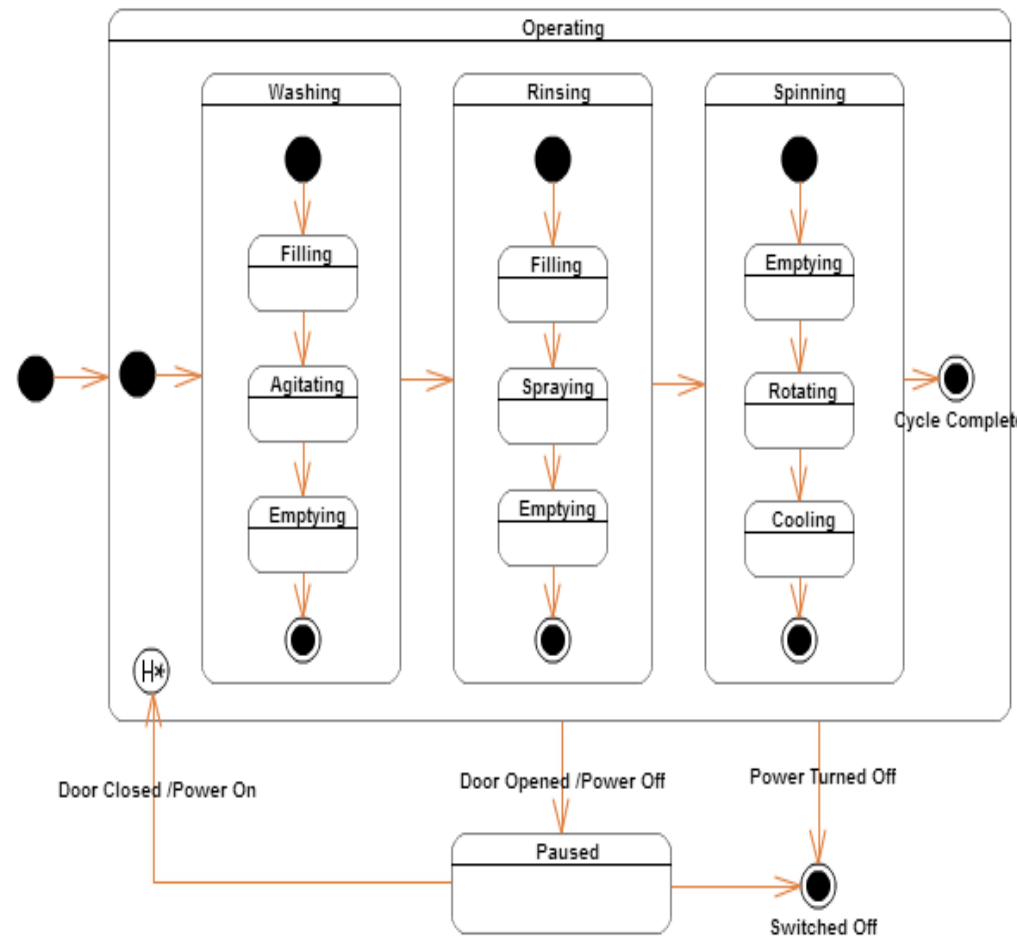 Operating
Washing
Rinsing
Spinning
Filling
Filling
Emptying
Agitating
Spraying
Rotating
Cycle Complete
Emptying
Emptying
Cooling
H*
Door Closed /Power On
Door Opened /Power Off
Power Turned Off
Paused
Switched Off